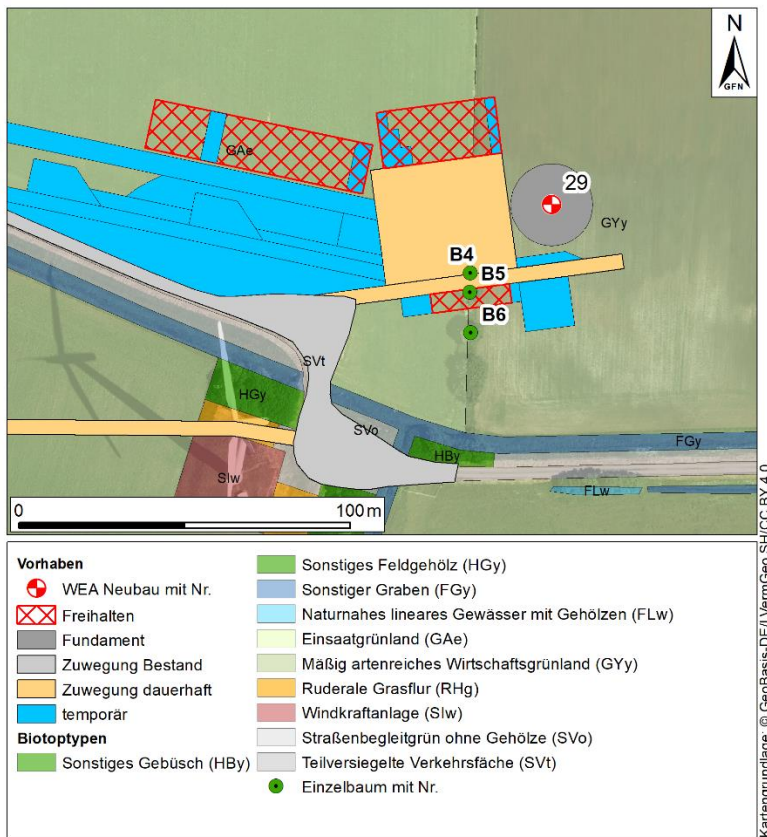 N
GFN
29
GAe
GYy
B4
B5
B6
SVt
HGy
SVo
HBy
FGy
SIw
FLw
0 100 m
Vorhaben
WEA Neubau mit Nr.
Freihalten
Fundament
Zuwegung Bestand
Zuwegung dauerhaft
temporär
Biotoptypen
Sonstiges Gebüsch (HBy)
Sonstiges Feldgehölz (HGy)
Sonstiger Graben (FGy)
Naturnahes lineares Gewässer mit Gehölzen (FLw)
Einsaatgrünland (GAe)
Mäßig artenreiches Wirtschaftsgrünland (GYy)
Ruderale Grasflur (RHg)
Windkraftanlage (SIw)
Straßenbegleitgrün ohne Gehölze (SVo)
Teilversiegelte Verkehrsfäche (SVt)
Einzelbaum mit Nr.
Kartengrundlage: © GeoBasis-DE/LVermGeo SH/CC BY 4.0